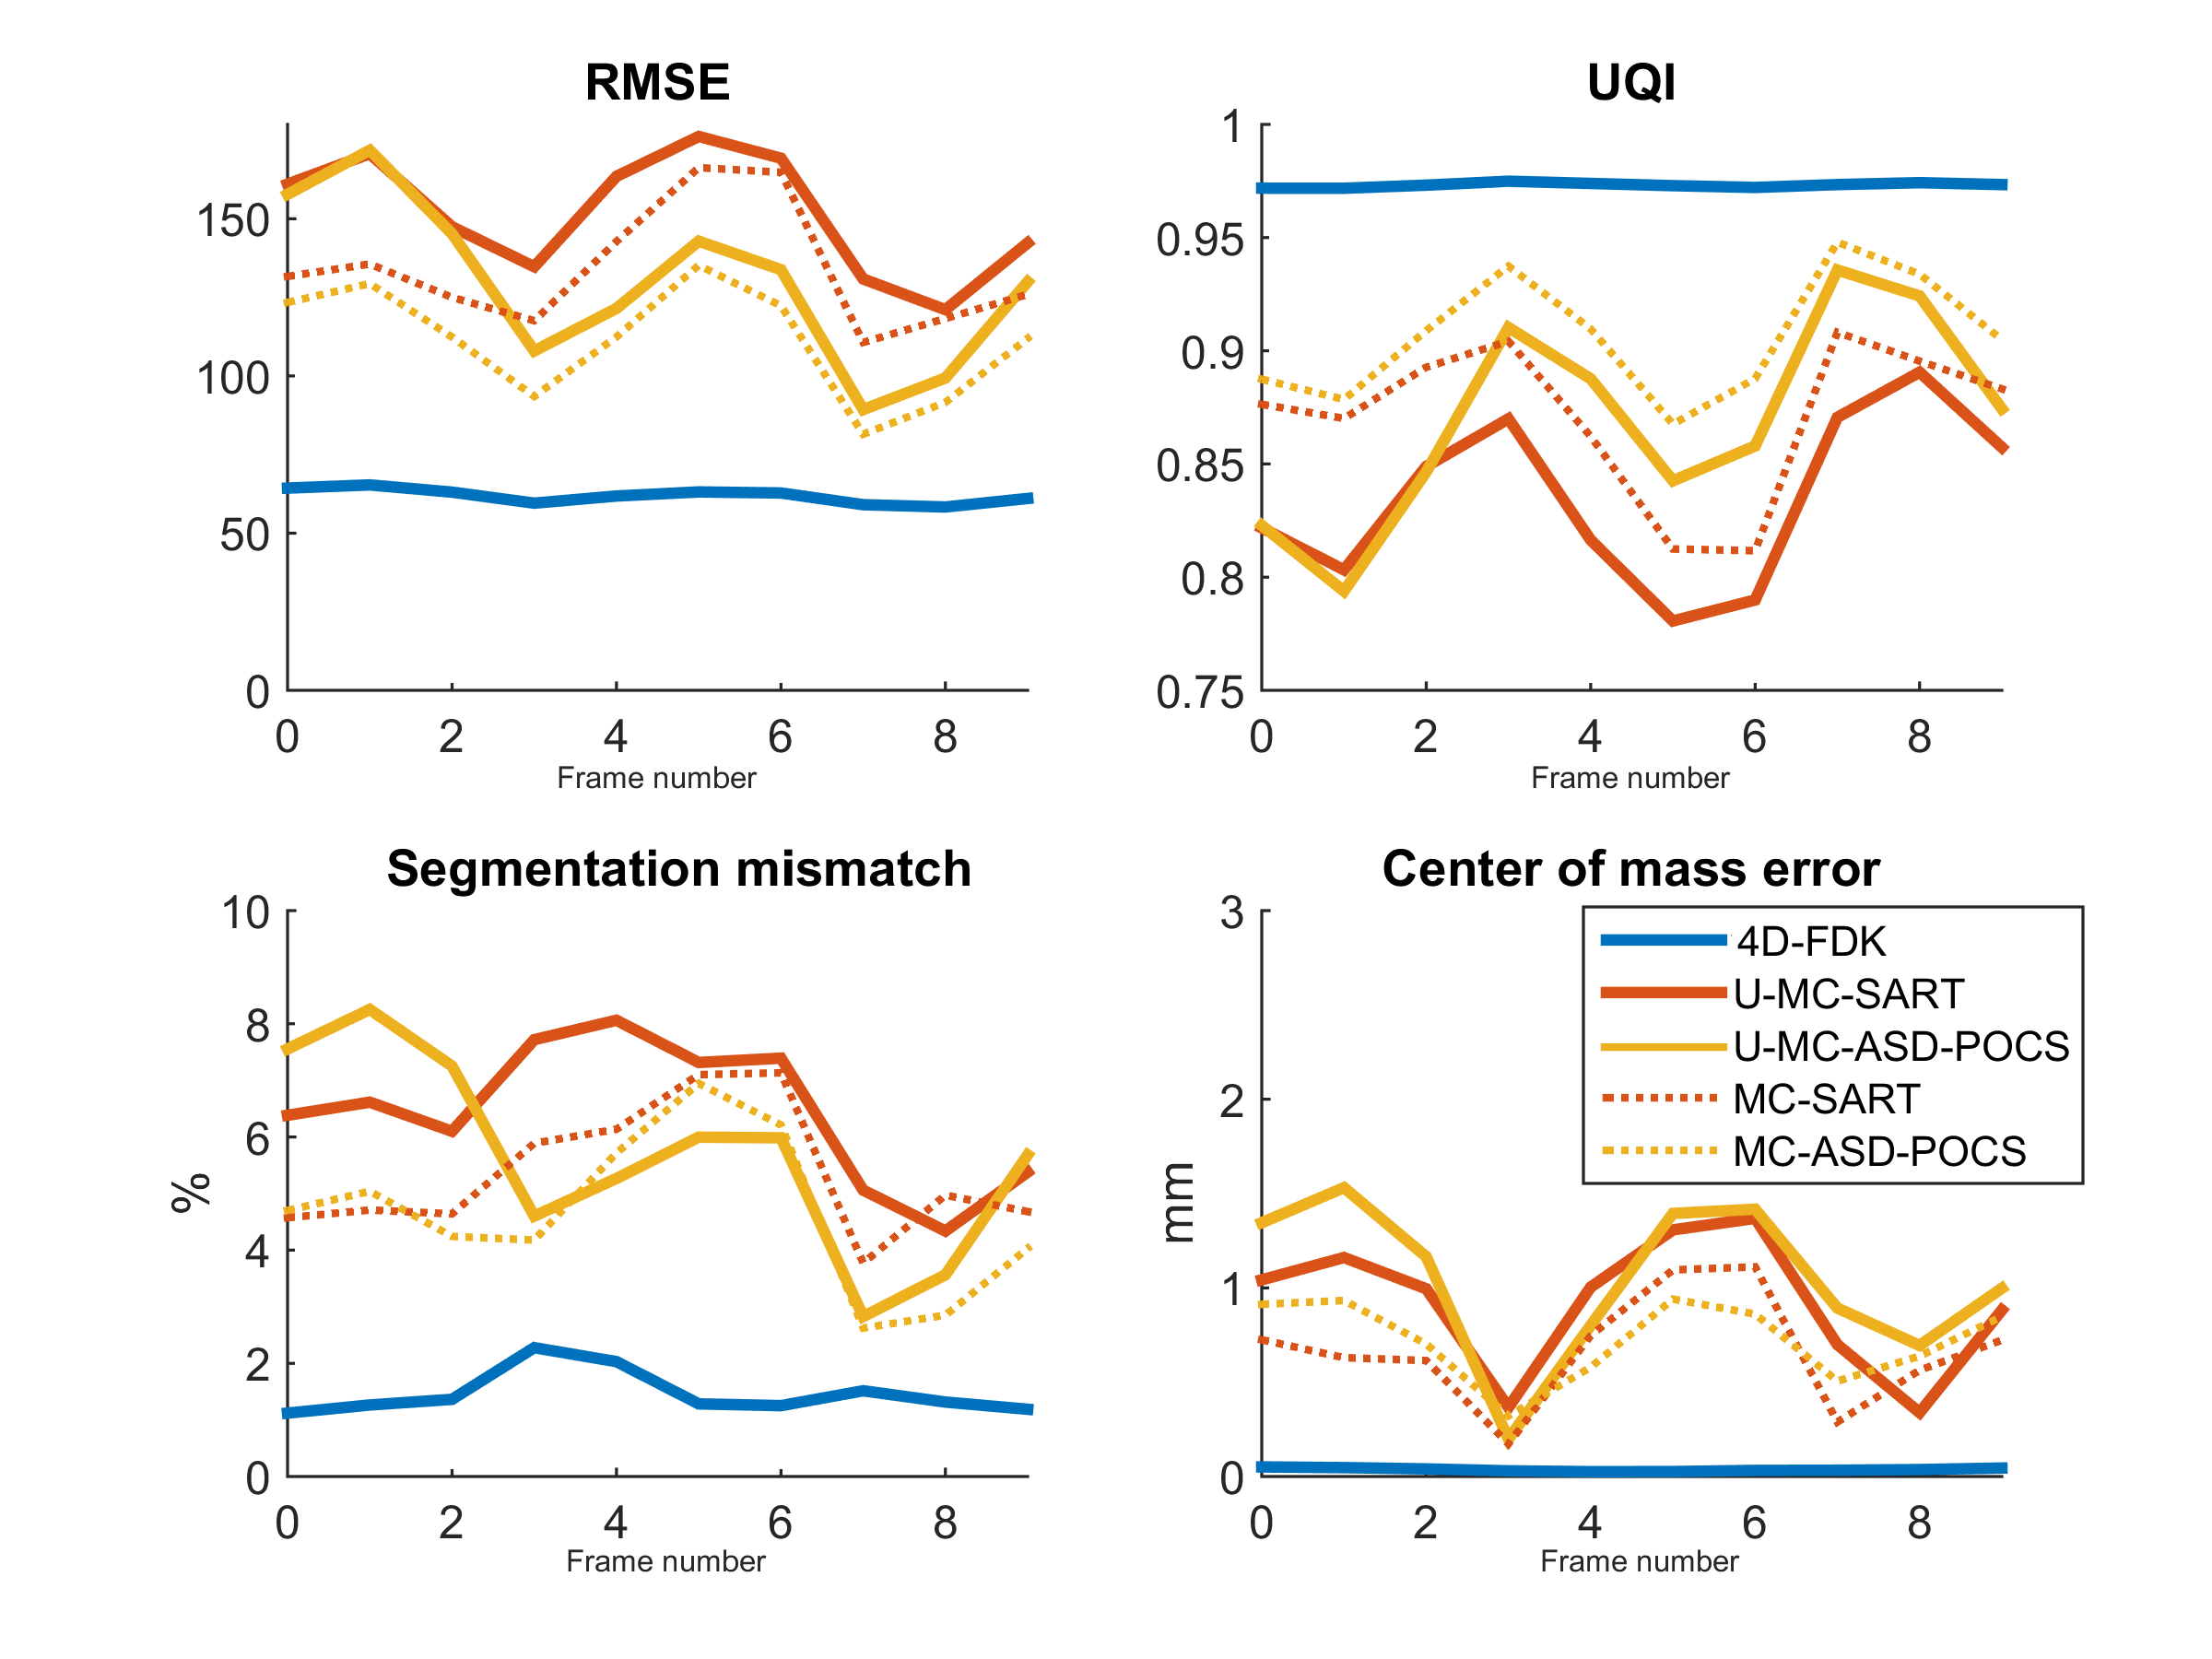 RMSE
150
100
50
0
0 2 4 6 8
Frame number
UQI
1
0.95
0.9
0.85
0.8
0.75
0 2 4 6 8
Frame number
Segmentation mismatch
%
10
8
6
4
2
0
0 2 4 6 8
Frame number
Center of mass error
mm
3
2
1
0
0 2 4 6 8
Frame number
4D-FDK
U-MC-SART
U-MC-ASD-POCS
MC-SART
MC-ASD-POCS